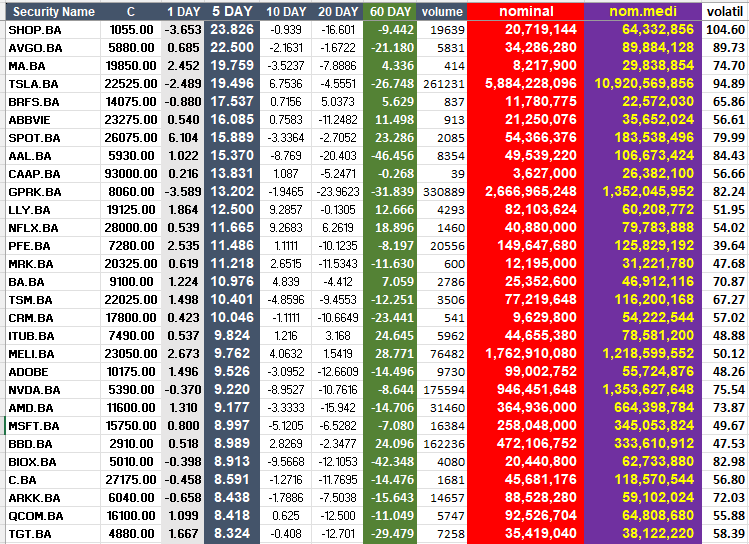 Security Name C 1 DAY 5 DAY 10 DAY 20 DAY 60 DAY volume nominal nom.medi volatil
SHOP.BA 1055.00 -3.653 23.826 -0.939 -16.601 -9.442 19639 20,719,144 64,332,856 104.60
AVGO.BA 5880.00 0.685 22.500 -2.1631 -1.6722 -21.180 5831 34,286,280 89,884,128 89.73
MA.BA 19850.00 2.452 19.759 -3.5237 -7.8886 4.336 414 8,217,900 29,838,854 74.70
TSLA.BA 22525.00 -2.489 19.496 6.7536 -4.5551 -26.748 261231 5,884,228,096 10,920,569,856 94.89
BRFS.BA 14075.00 -0.880 17.537 0.7156 5.0373 5.629 837 11,780,775 22,572,030 65.86
ABBVIE 23275.00 0.540 16.085 0.7583 -11.2482 11.498 913 21,250,076 35,652,024 56.61
SPOT.BA 26075.00 6.104 15.889 -3.3364 -2.7052 23.286 2085 54,366,376 183,538,496 79.99
AAL.BA 5930.00 1.022 15.370 -8.769 -20.403 -46.456 8354 49,539,220 106,673,424 84.43
CAAP.BA 93000.00 0.216 13.831 1.087 -5.2471 -0.268 39 3,627,000 26,382,100 56.66
GPRK.BA 8060.00 -3.589 13.202 -1.9465 -23.9623 -31.839 330889 2,666,965,248 1,352,045,952 82.24
LLY.BA 19125.00 1.864 12.500 9.2857 -0.1305 12.666 4293 82,103,624 60,208,772 51.95
NFLX.BA 28000.00 0.539 11.665 9.2683 6.2619 18.896 1460 40,880,000 79,783,888 54.02
PFE.BA 7280.00 2.535 11.486 1.1111 -10.1235 -8.197 20556 149,647,680 125,829,192 39.64
MRK.BA 20325.00 0.619 11.218 2.6515 -11.5343 -11.630 600 12,195,000 31,221,780 47.68
BA.BA 9100.00 1.224 10.976 4.839 -4.412 7.059 2786 25,352,600 46,912,116 70.87
TSM.BA 22025.00 1.498 10.401 -4.8596 -9.4553 -12.251 3506 77,219,648 116,200,168 67.27
CRM.BA 17800.00 0.423 10.046 -1.1111 -10.6649 -23.441 541 9,629,800 54,222,544 57.02
ITUB.BA 7490.00 0.537 9.824 1.216 3.168 24.645 5962 44,655,380 78,581,200 48.88
MELI.BA 23050.00 2.673 9.762 4.0632 1.5419 28.771 76482 1,762,910,080 1,218,599,552 50.12
ADOBE 10175.00 1.496 9.526 -3.0952 -12.6609 -14.496 9730 99,002,752 55,724,876 48.26
NVDA.BA 5390.00 -0.370 9.220 -8.9527 -10.7616 -8.644 175594 946,451,648 1,353,627,648 75.54
AMD.BA 11600.00 1.310 9.177 -3.3333 -15.942 -14.706 31460 364,936,000 664,398,784 73.87
MSFT.BA 15750.00 0.800 8.997 -5.1205 -6.5282 -7.080 16384 258,048,000 345,053,824 49.67
BBD.BA 2910.00 0.518 8.989 2.8269 -2.3477 24.096 162236 472,106,752 333,610,912 47.53
BIOX.BA 5010.00 -0.398 8.913 -9.5668 -12.1053 -42.348 4080 20,440,800 62,733,880 82.98
C.BA 27175.00 -0.458 8.591 -1.2716 -11.7695 -14.476 1681 45,681,176 118,570,544 56.80
ARKK.BA 6040.00 -0.658 8.438 -1.7886 -7.5038 -15.643 14657 88,528,280 59,102,024 72.03
QCOM.BA 16100.00 1.099 8.418 0.625 -12.500 -11.049 5747 92,526,704 64,808,680 55.88
TGT.BA 4880.00 1.667 8.324 -0.408 -12.701 -29.479 7258 35,419,040 38,122,220 58.39